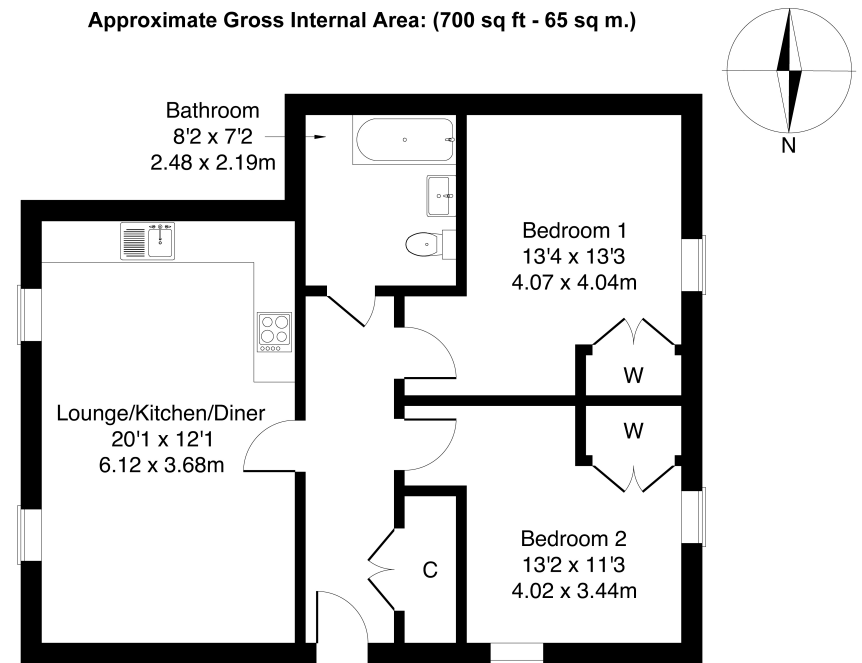 Approximate Gross Internal Area: (700 sq ft - 65 sq m.)
N
Bathroom
8'2 x 7'2
2.48 x 2.19m
Bedroom 1
13'4 x 13'3
4.07 x 4.04m
W
Lounge/Kitchen/Diner
20'1 x 12'1
6.12 x 3.68m
W
Bedroom 2
13'2 x 11'3
4.02 x 3.44m
C